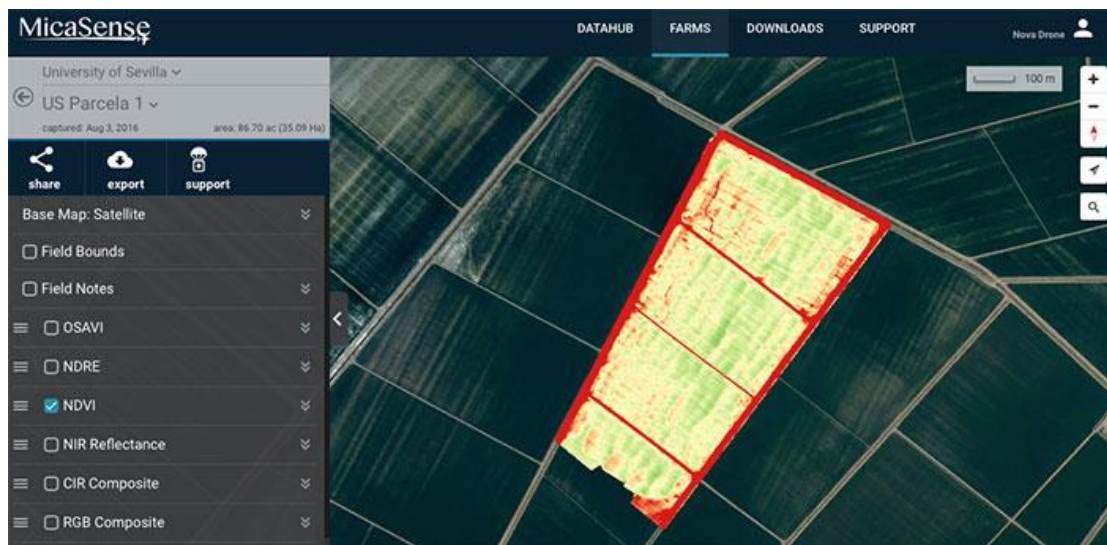 MicaSense
DATAHUB FARMS DOWNLOADS SUPPORT
Nova Drone
University of Sevilla
US Parcela 1
captured: Aug 3, 2016 area: 86.70 ac (35.09 Ha)
share export support
Base Map: Satellite
Field Bounds
Field Notes
OSAVI
NDRE
NDVI
NIR Reflectance
CIR Composite
RGB Composite
100 m
+
-